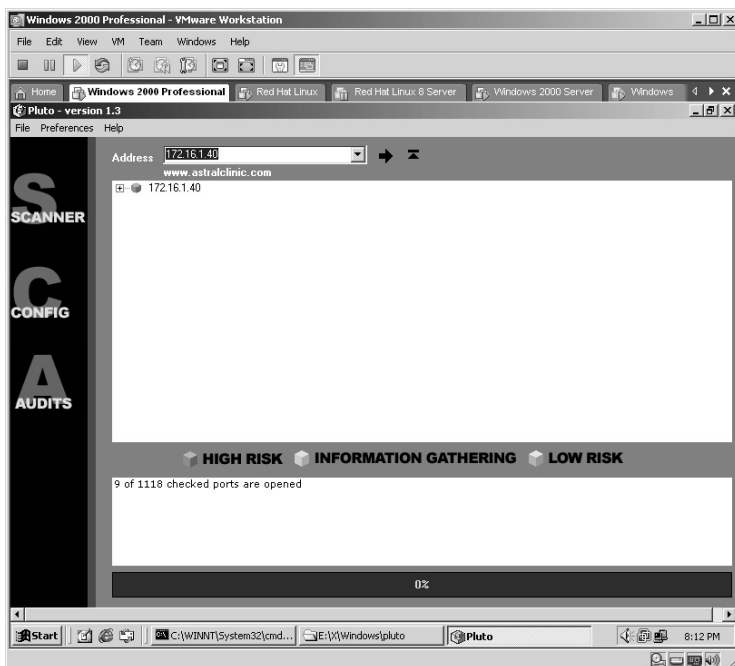 Windows 2000 Professional - VMware Workstation
File Edit View VM Team Windows Help
Home Windows 2000 Professional Red Hat Linux Red Hat Linux 8 Server Windows 2000 Server Windows
Pluto - version 1.3
File Preferences Help
Address 172.16.1.40
www.astralclinic.com
172.16.1.40
S
SCANNER
C
CONFIG
A
AUDITS
HIGH RISK INFORMATION GATHERING LOW RISK
9 of 1118 checked ports are opened
0%
Start C:\WINNT\System32\cmd... E:\X\Windows\pluto Pluto 8:12 PM